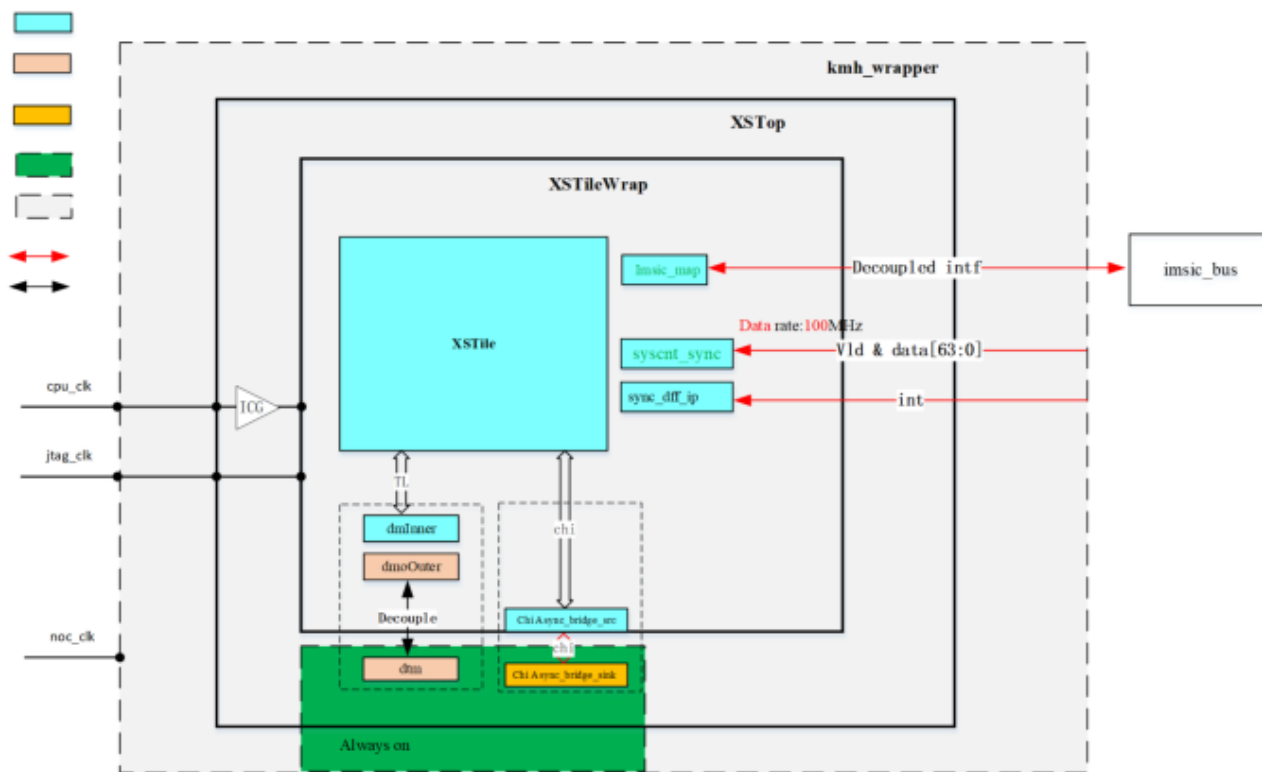 kmh_wrapper
XSTop
XSTileWrap
Imsic_map
Decoupled intf
imsic_bus
Data rate:100MHz
XSTile
syscnt_sync
Vld & data[63:0]
cpu_clk
ICG
sync_dff_ip
int
jtag_clk
TL
dmInner
chi
dmoOuter
Decouple
Chi Async_bridge_src
noc_clk
chi
dtm
Chi Async_bridge_sink
Always on